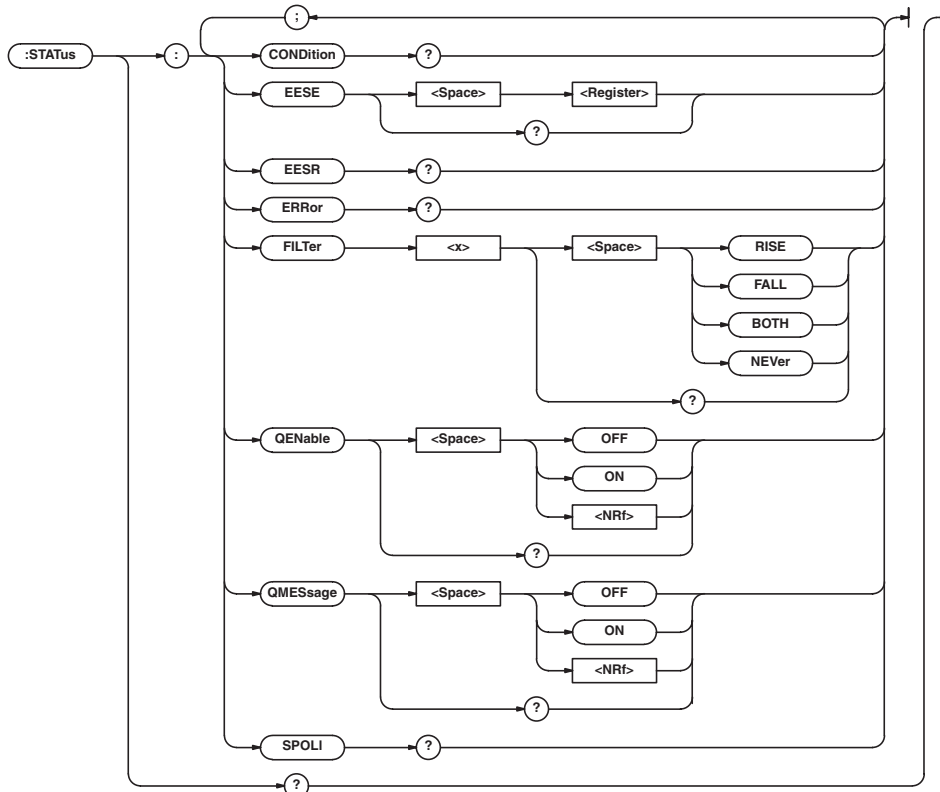 ;
:STATus : CONDition ?
EESE <Space> <Register>
?
EESR ?
ERRor ?
FILTer <x> <Space> RISE
FALL
BOTH
NEVer
?
QENable <Space> OFF
ON
<NRf>
?
QMESsage <Space> OFF
ON
<NRf>
?
SPOLl ?
?